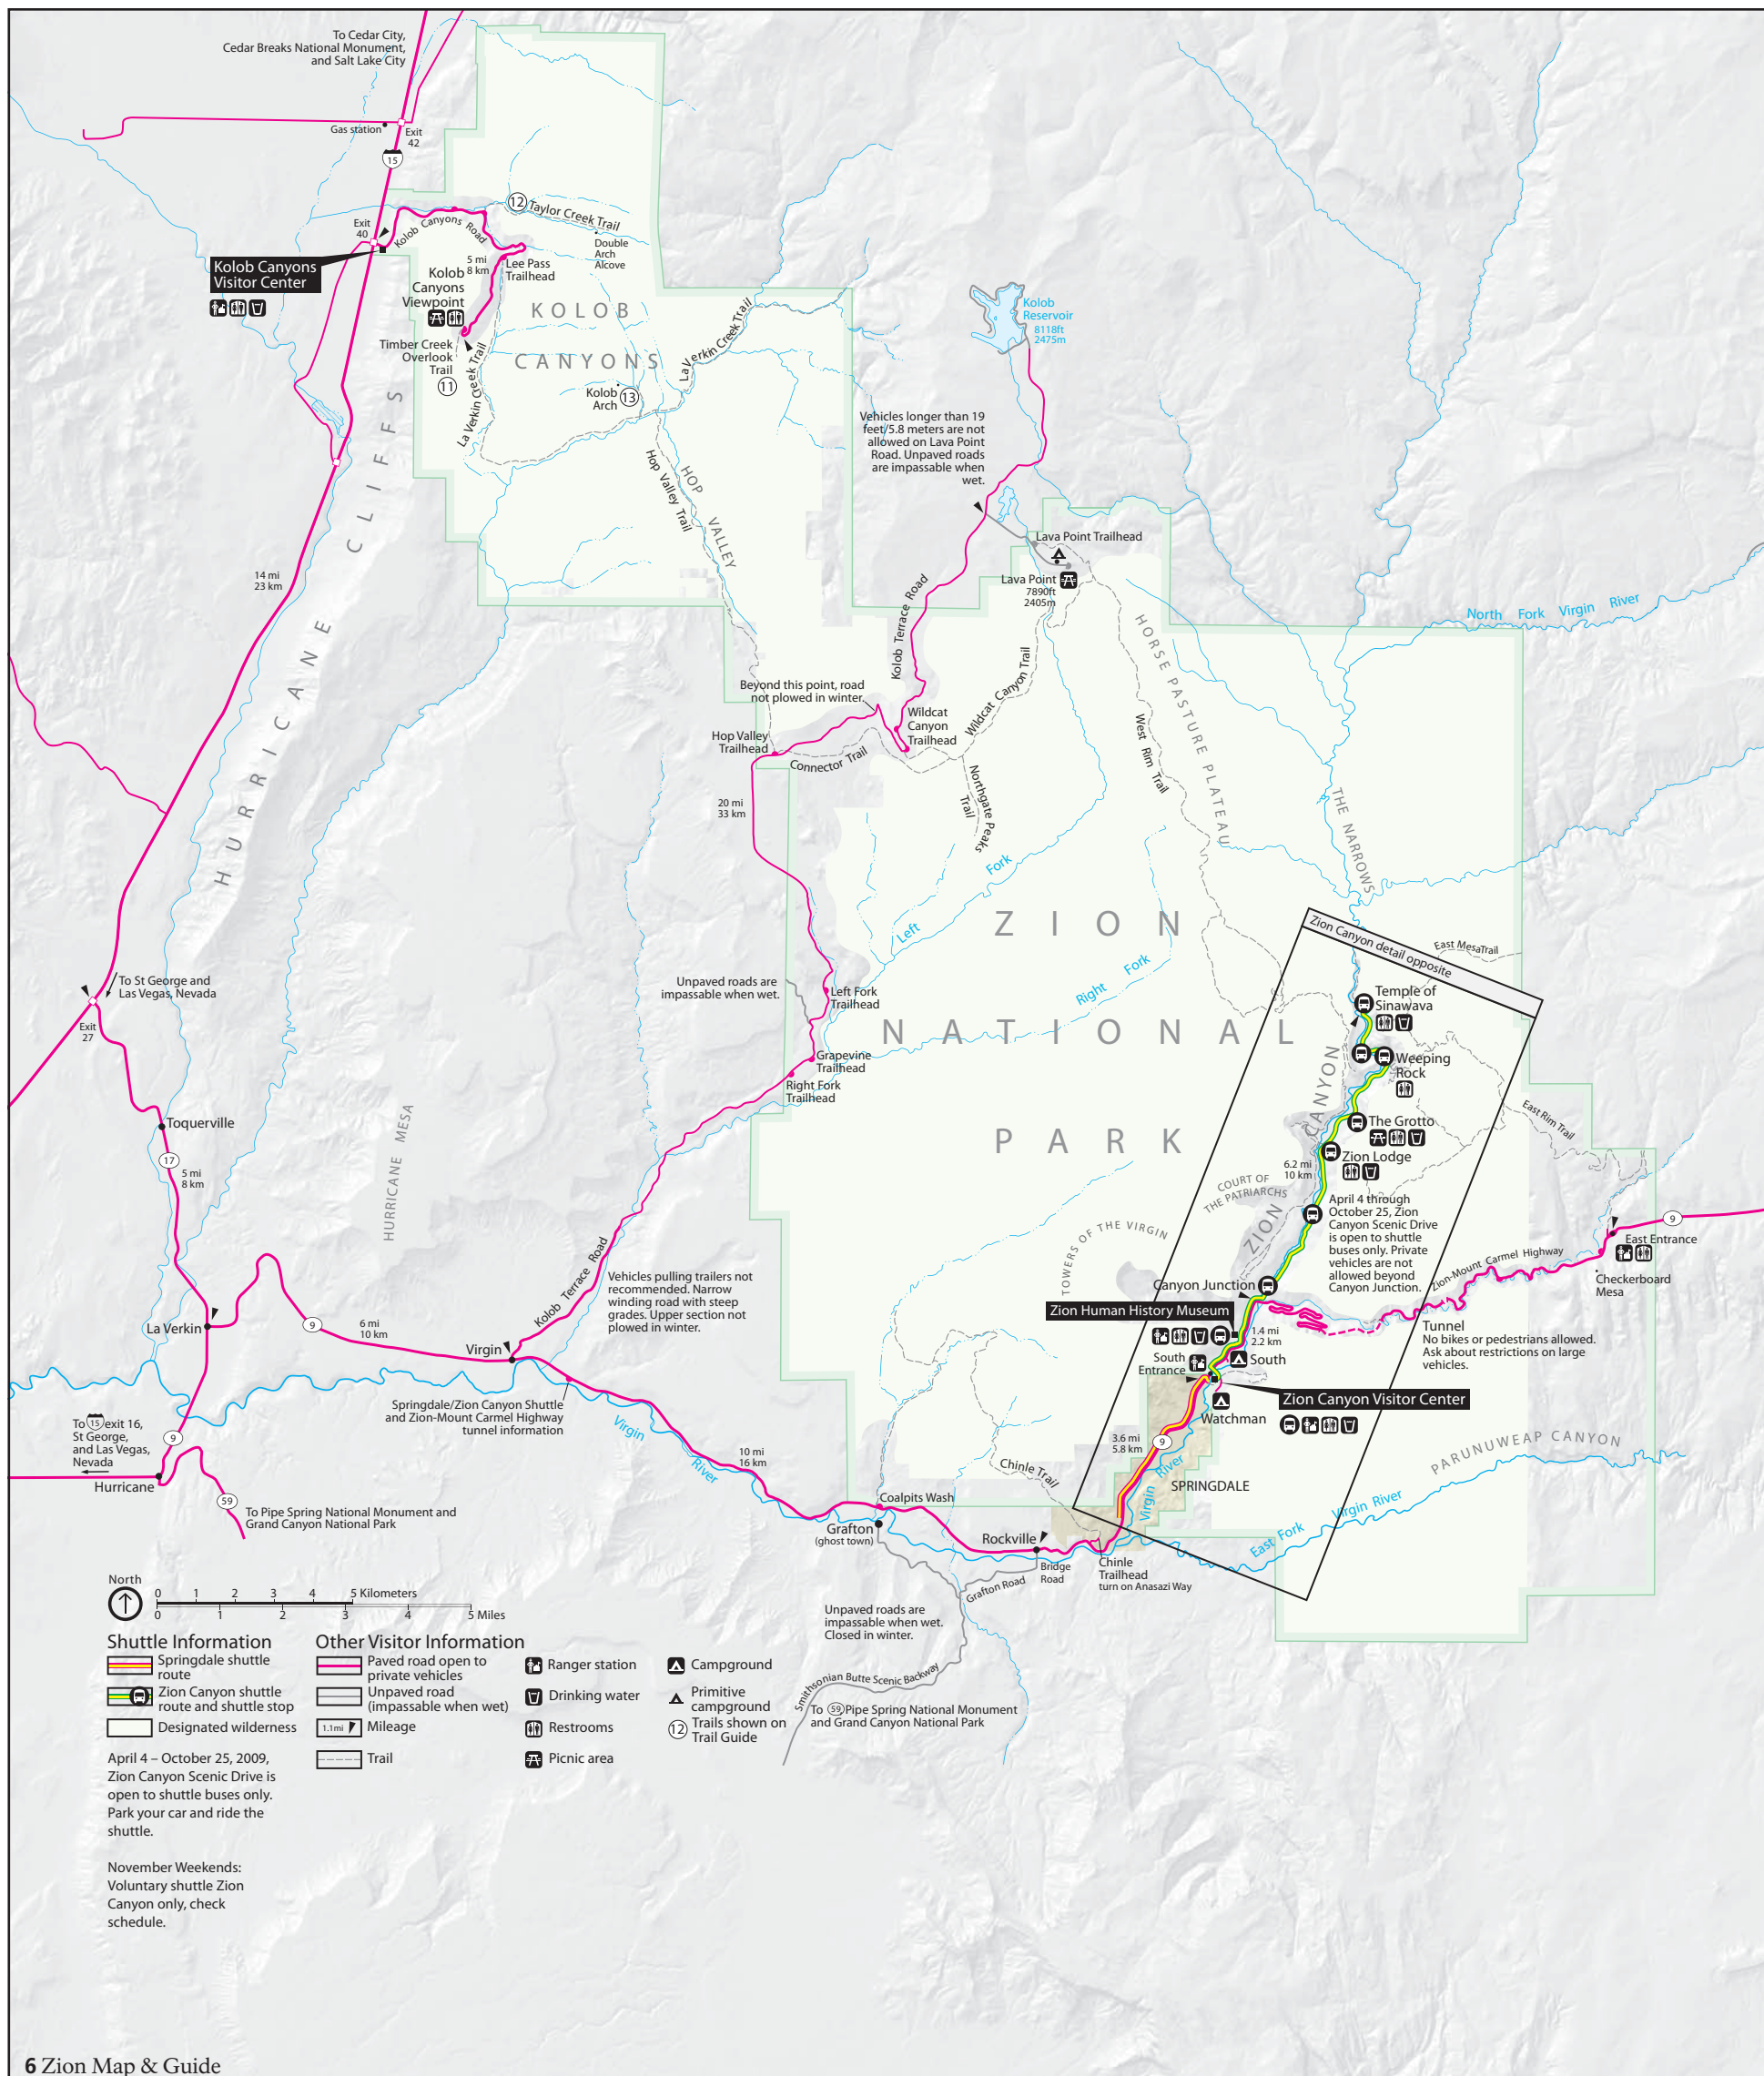 To Cedar City,
Cedar Breaks National Monument,
and Salt Lake City
Gas station
Exit
42
15
12
Taylor Creek Trail
Exit
40
Kolob Canyons Road
Double
Arch
Alcove
Kolob Canyons
Visitor Center
5 mi
8 km
Lee Pass
Trailhead
Kolob
Canyons
Viewpoint
KOLOB
CANYONS
Timber Creek
Overlook
Trail
11
La Verkin Creek Trail
La Verkin Creek Trail
Kolob
Arch
13
Kolob
Reservoir
8118ft
2475m
Vehicles longer than 19
feet/5.8 meters are not
allowed on Lava Point
Road. Unpaved roads
are impassable when
wet.
Hop Valley Trail
HOP VALLEY
HURRICANE CLIFFS
14 mi
23 km
Lava Point Trailhead
Lava Point
7890ft
2405m
Kolob Terrace Road
North Fork Virgin River
HORSE PASTURE PLATEAU
Beyond this point, road
not plowed in winter.
Wildcat
Canyon
Trailhead
Wildcat Canyon Trail
West Rim Trail
Hop Valley
Trailhead
Connector Trail
Northgate Peaks
Trail
20 mi
33 km
THE NARROWS
Left Fork
ZION
NATIONAL
PARK
Right Fork
Zion Canyon detail opposite
East MesaTrail
To St George and
Las Vegas, Nevada
Exit
27
Unpaved roads are
impassable when wet.
Left Fork
Trailhead
Temple of
Sinawava
Grapevine
Trailhead
Right Fork
Trailhead
Weeping
Rock
ZION CANYON
East Rim Trail
Toquerville
17
5 mi
8 km
HURRICANE MESA
The Grotto
Zion Lodge
6.2 mi
10 km
COURT OF
THE PATRIARCHS
TOWERS OF THE VIRGIN
April 4 through
October 25, Zion
Canyon Scenic Drive
is open to shuttle
buses only. Private
vehicles are not
allowed beyond
Canyon Junction.
9
East Entrance
Zion-Mount Carmel Highway
Checkerboard
Mesa
Kolob Terrace Road
Vehicles pulling trailers not
recommended. Narrow
winding road with steep
grades. Upper section not
plowed in winter.
Canyon Junction
Zion Human History Museum
1.4 mi
2.2 km
Tunnel
No bikes or pedestrians allowed.
Ask about restrictions on large
vehicles.
La Verkin
9
6 mi
10 km
Virgin
South
Entrance
South
Zion Canyon Visitor Center
Watchman
Springdale/Zion Canyon Shuttle
and Zion-Mount Carmel Highway
tunnel information
Virgin River
To 15 exit 16,
St George,
and Las Vegas,
Nevada
9
3.6 mi
5.8 km
9
PARUNUWEAP CANYON
10 mi
16 km
Chinle Trail
Virgin River
SPRINGDALE
Hurricane
59
To Pipe Spring National Monument and
Grand Canyon National Park
Coalpits Wash
Grafton
(ghost town)
East Fork Virgin River
Rockville
Bridge
Road
Chinle
Trailhead
turn on Anasazi Way
Grafton Road
Unpaved roads are
impassable when wet.
Closed in winter.
Smithsonian Butte Scenic Backway
To 59 Pipe Spring National Monument
and Grand Canyon National Park
North
0 1 2 3 4 5 Kilometers
0 1 2 3 4 5 Miles
Shuttle Information
Springdale shuttle
route
Zion Canyon shuttle
route and shuttle stop
Designated wilderness
Other Visitor Information
Paved road open to
private vehicles
Unpaved road
(impassable when wet)
1.1mi Mileage
Trail
Ranger station
Drinking water
Restrooms
Picnic area
Campground
Primitive
campground
12 Trails shown on
Trail Guide
April 4 – October 25, 2009,
Zion Canyon Scenic Drive is
open to shuttle buses only.
Park your car and ride the
shuttle.
November Weekends:
Voluntary shuttle Zion
Canyon only, check
schedule.
6 Zion Map & Guide